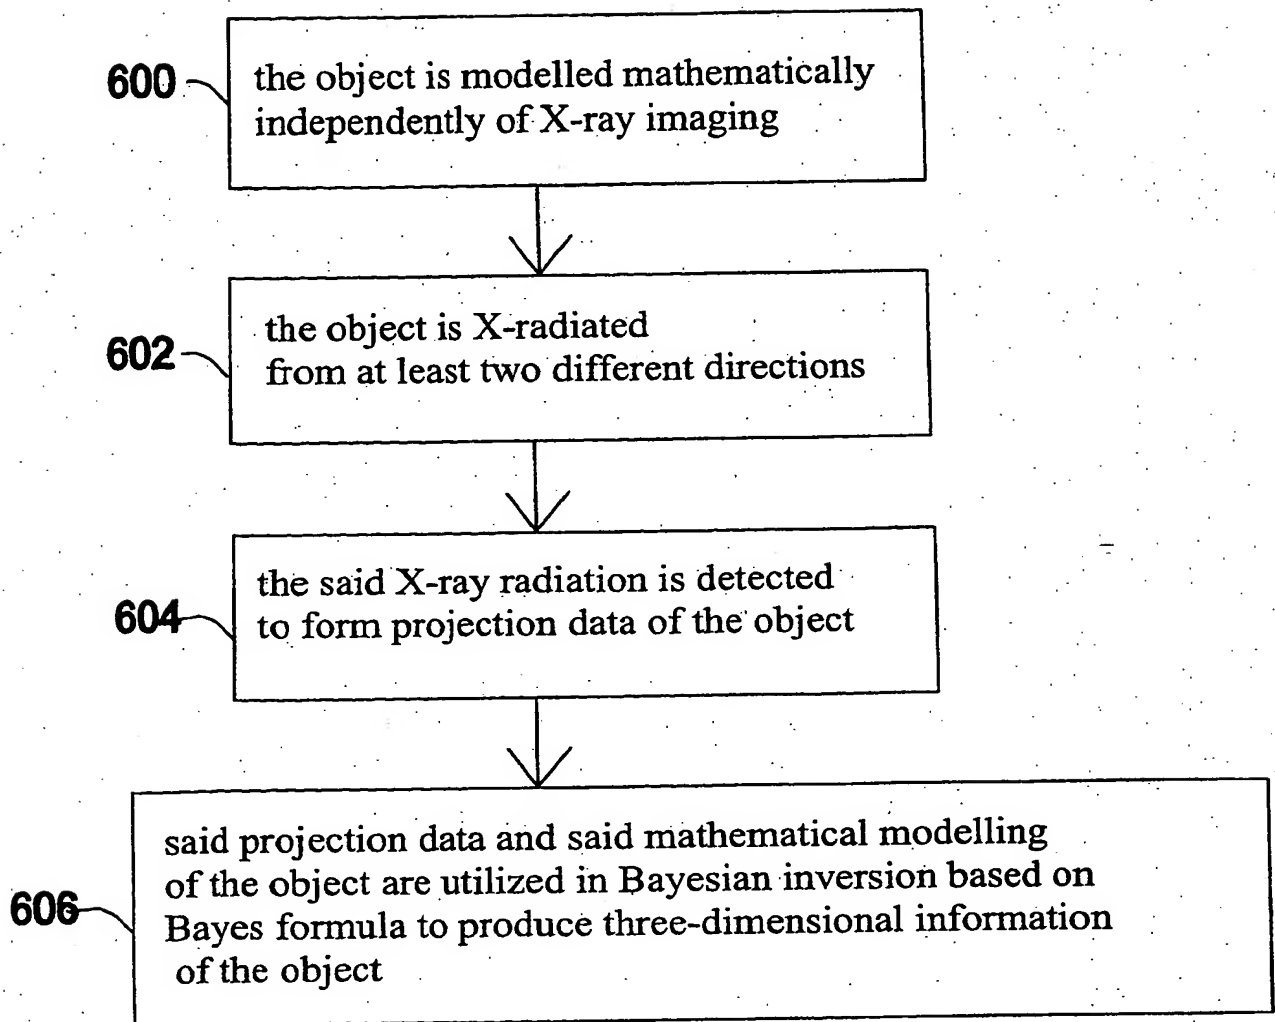 600
the object is modelled mathematically
independently of X-ray imaging
602
the object is X-radiated
from at least two different directions
604
the said X-ray radiation is detected
to form projection data of the object
606
said projection data and said mathematical modelling
of the object are utilized in Bayesian inversion based on
Bayes formula to produce three-dimensional information
of the object